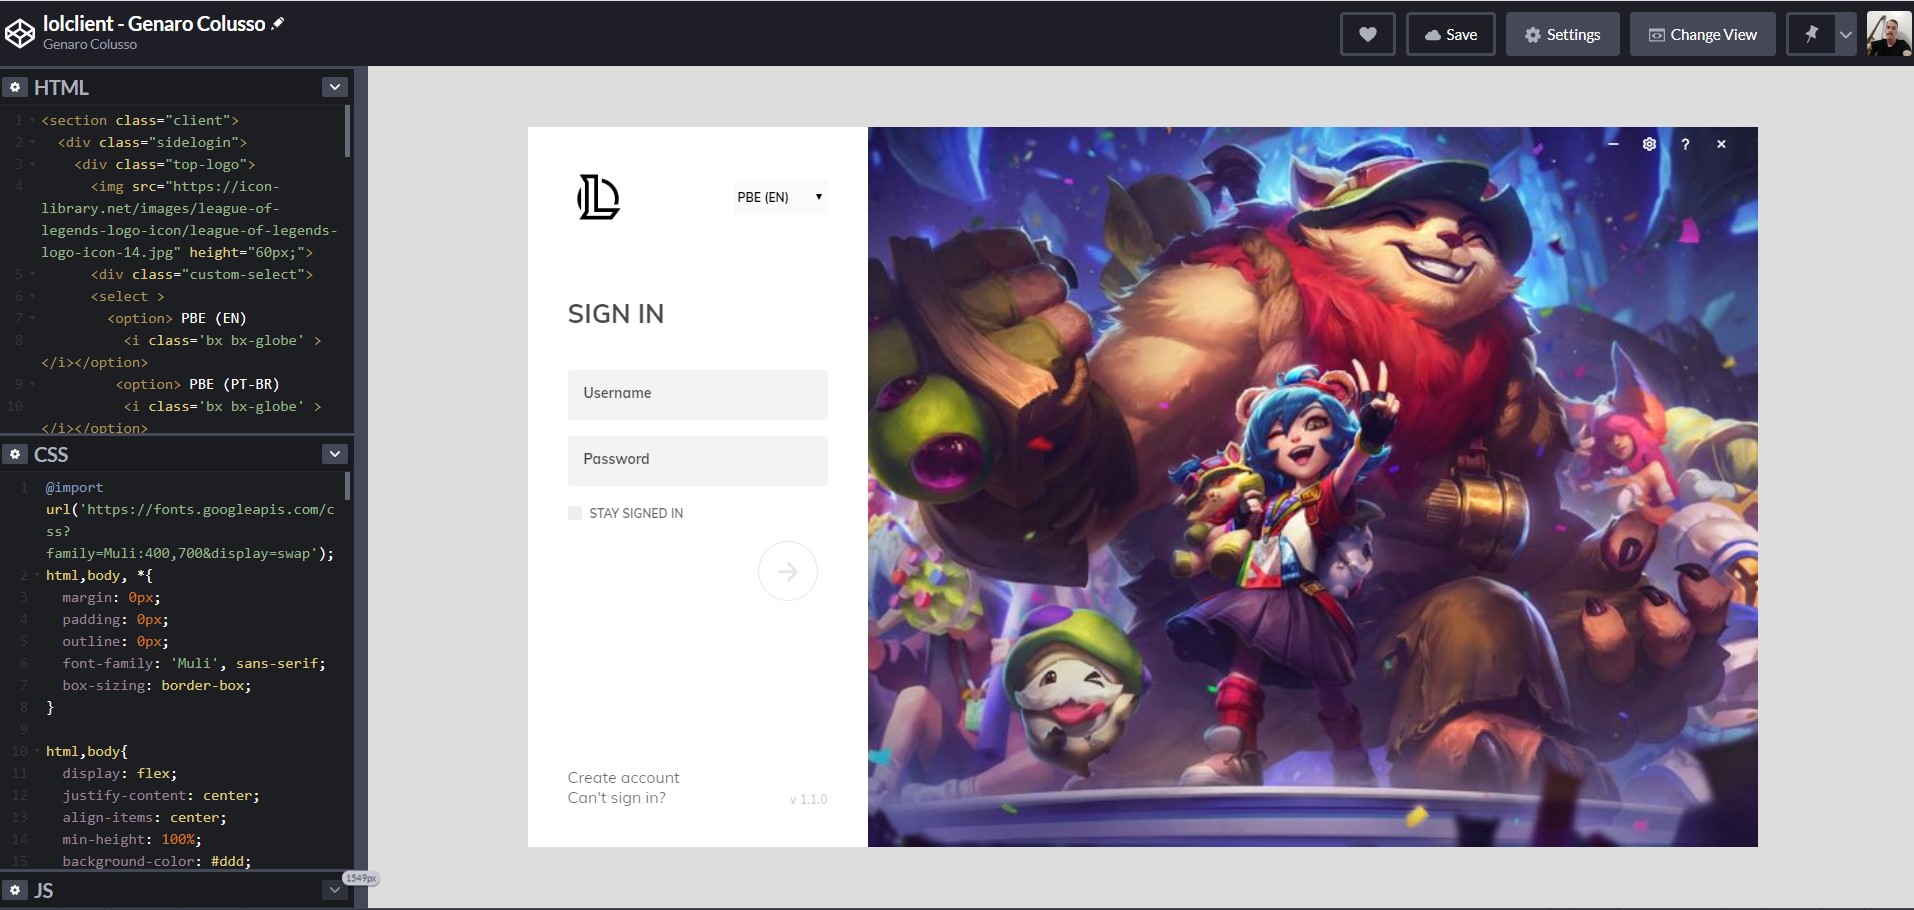 lolclient - Genaro Colusso
Genaro Colusso
Save
Settings
Change View
HTML
1 <section class="client">
2 <div class="sidelogin">
3 <div class="top-logo">
4 <img src="https://icon-
library.net/images/league-of-
legends-logo-icon/league-of-legends-
logo-icon-14.jpg" height="60px;">
5 <div class="custom-select">
6 <select >
7 <option> PBE (EN)
8 <i class='bx bx-globe' >
</i></option>
9 <option> PBE (PT-BR)
10 <i class='bx bx-globe' >
</i></option>
CSS
1 @import
url('https://fonts.googleapis.com/c
ss?
family=Muli:400,700&display=swap');
2 html,body, *{
3 margin: 0px;
4 padding: 0px;
5 outline: 0px;
6 font-family: 'Muli', sans-serif;
7 box-sizing: border-box;
8 }
9
10 html,body{
11 display: flex;
12 justify-content: center;
13 align-items: center;
14 min-height: 100%;
15 background-color: #ddd;
JS
1549px
PBE (EN)
SIGN IN
Username
Password
STAY SIGNED IN
Create account
Can't sign in?
v 1.1.0
? ×